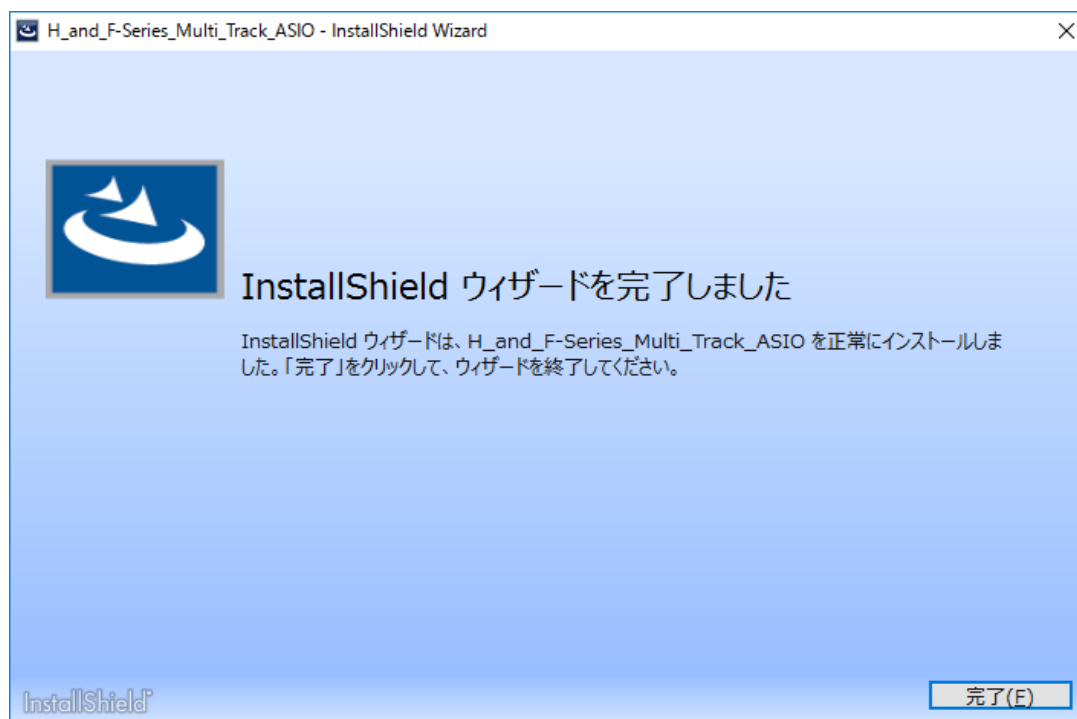 H_and_F-Series_Multi_Track_ASIO - InstallShield Wizard
InstallShield ウィザードを完了しました
InstallShield ウィザードは、H_and_F-Series_Multi_Track_ASIO を正常にインストールしま
した。「完了」をクリックして、ウィザードを終了してください。
InstallShield
完了(F)